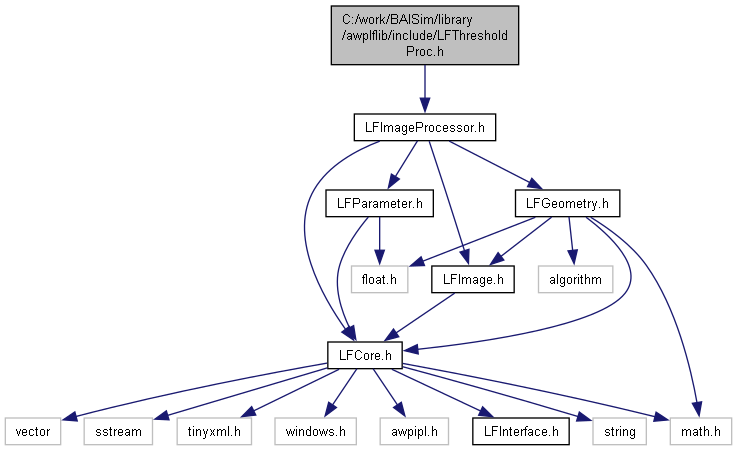 C:/work/BAISim/library
/awplflib/include/LFThreshold
Proc.h
LFImageProcessor.h
LFParameter.h
LFGeometry.h
float.h
LFImage.h
algorithm
LFCore.h
vector
sstream
tinyxml.h
windows.h
awpipl.h
LFInterface.h
string
math.h